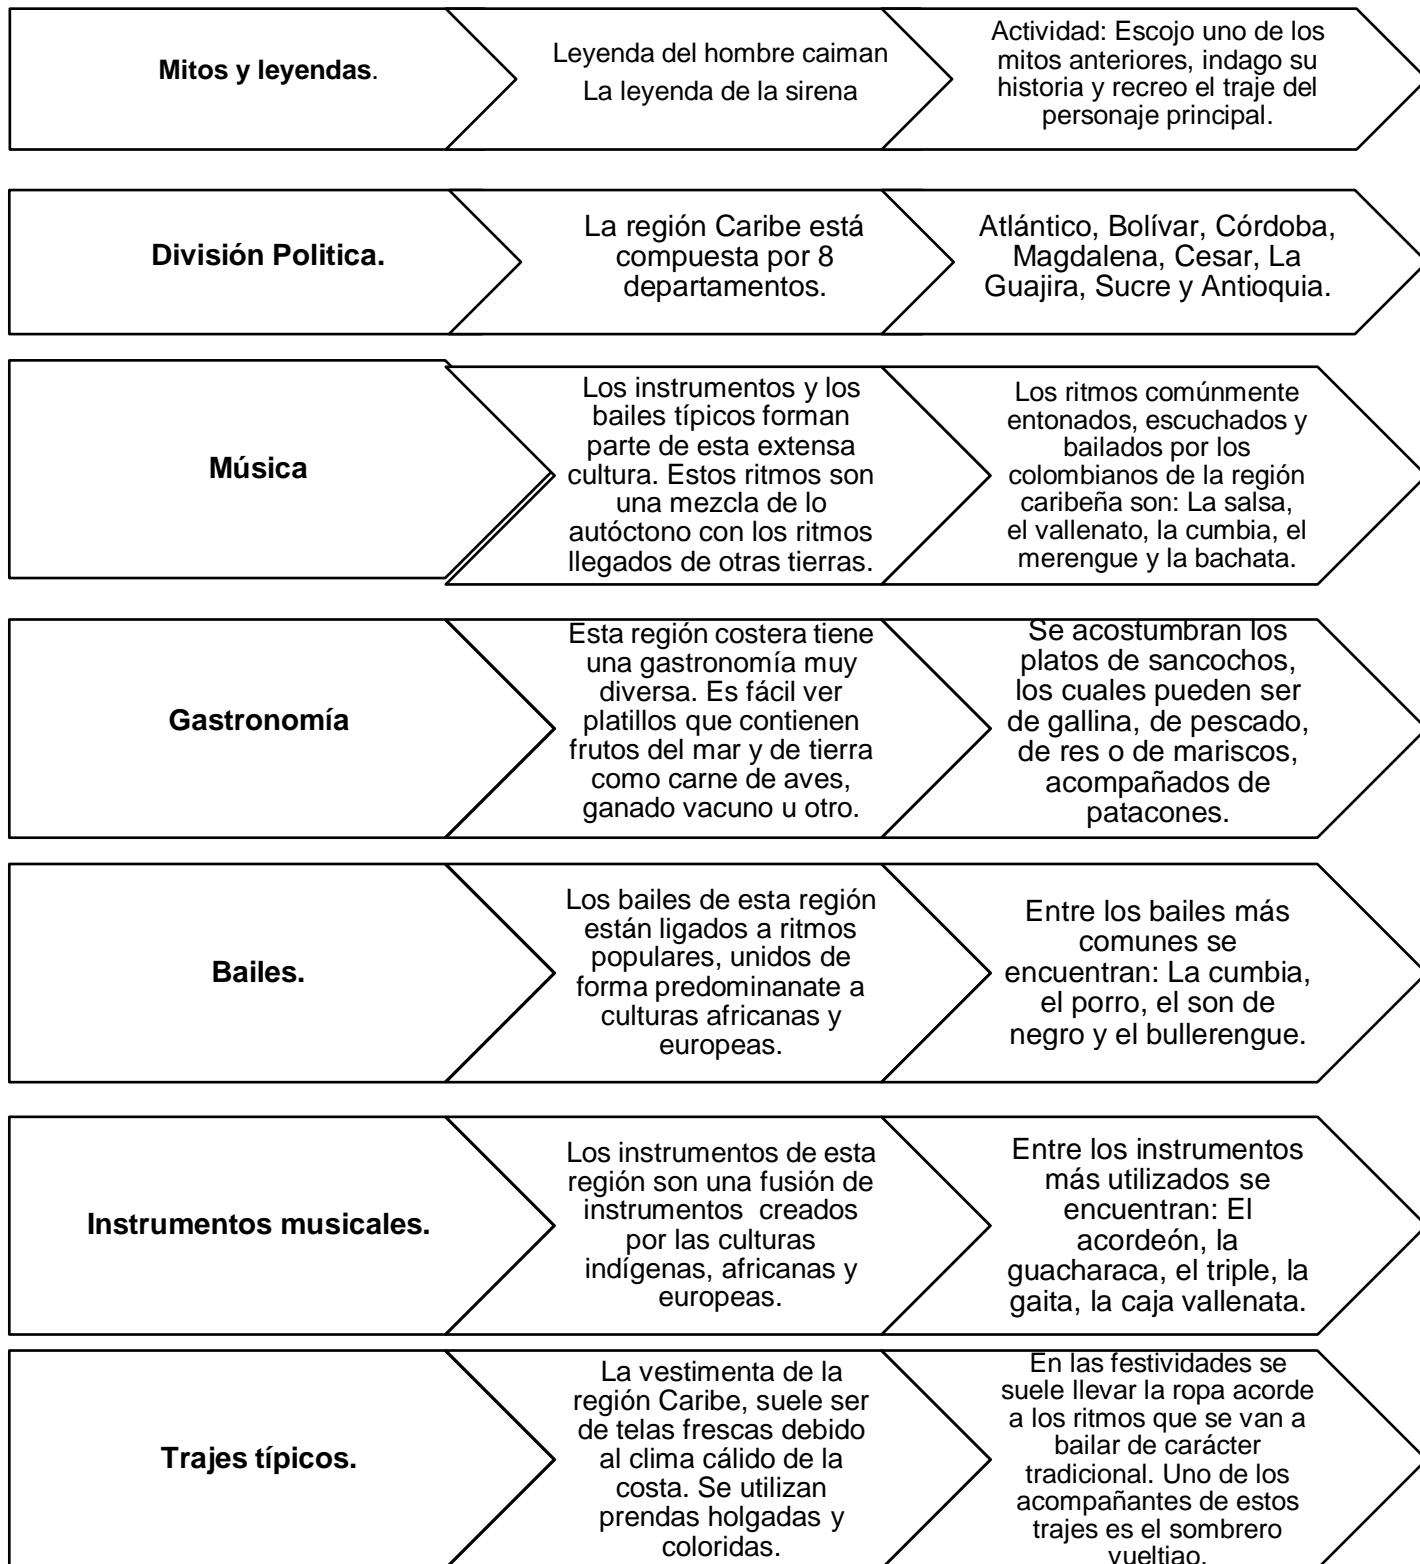 Mitos y leyendas.
Leyenda del hombre caiman
La leyenda de la sirena
Actividad: Escojo uno de los
mitos anteriores, indago su
historia y recreo el traje del
personaje principal.
División Politica.
La región Caribe está
compuesta por 8
departamentos.
Atlántico, Bolívar, Córdoba,
Magdalena, Cesar, La
Guajira, Sucre y Antioquia.
Música
Los instrumentos y los
bailes típicos forman
parte de esta extensa
cultura. Estos ritmos son
una mezcla de lo
autóctono con los ritmos
llegados de otras tierras.
Los ritmos comúnmente
entonados, escuchados y
bailados por los
colombianos de la región
caribeña son: La salsa,
el vallenato, la cumbia, el
merengue y la bachata.
Gastronomía
Esta región costera tiene
una gastronomía muy
diversa. Es fácil ver
platillos que contienen
frutos del mar y de tierra
como carne de aves,
ganado vacuno u otro.
Se acostumbran los
platos de sancochos,
los cuales pueden ser
de gallina, de pescado,
de res o de mariscos,
acompañados de
patacones.
Bailes.
Los bailes de esta región
están ligados a ritmos
populares, unidos de
forma predominanate a
culturas africanas y
europeas.
Entre los bailes más
comunes se
encuentran: La cumbia,
el porro, el son de
negro y el bullerengue.
Instrumentos musicales.
Los instrumentos de esta
región son una fusión de
instrumentos creados
por las culturas
indígenas, africanas y
europeas.
Entre los instrumentos
más utilizados se
encuentran: El
acordeón, la
guacharaca, el triple, la
gaita, la caja vallenata.
Trajes típicos.
La vestimenta de la
región Caribe, suele ser
de telas frescas debido
al clima cálido de la
costa. Se utilizan
prendas holgadas y
coloridas.
En las festividades se
suele llevar la ropa acorde
a los ritmos que se van a
bailar de carácter
tradicional. Uno de los
acompañantes de estos
trajes es el sombrero
vueltiao.